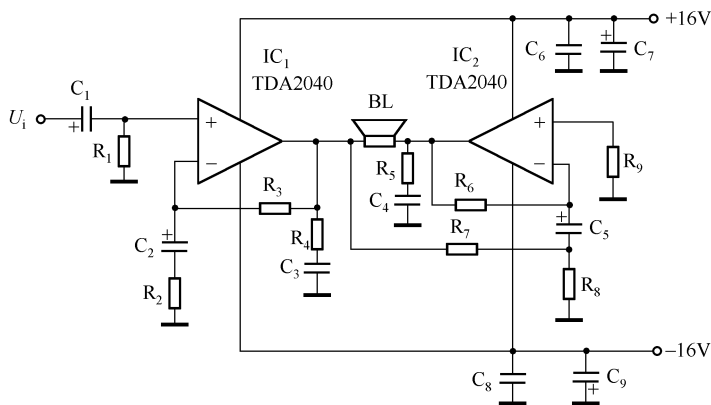 +16V
IC₁
TDA2040
IC₂
TDA2040
C₆
+
C₇
C₁
BL
Uᵢ
+
+
+
R₁
R₅
R₉
−
−
R₃
R₆
C₄
+
+
C₂
R₄
R₇
C₅
C₃
R₂
R₈
−16V
C₈
C₉
+